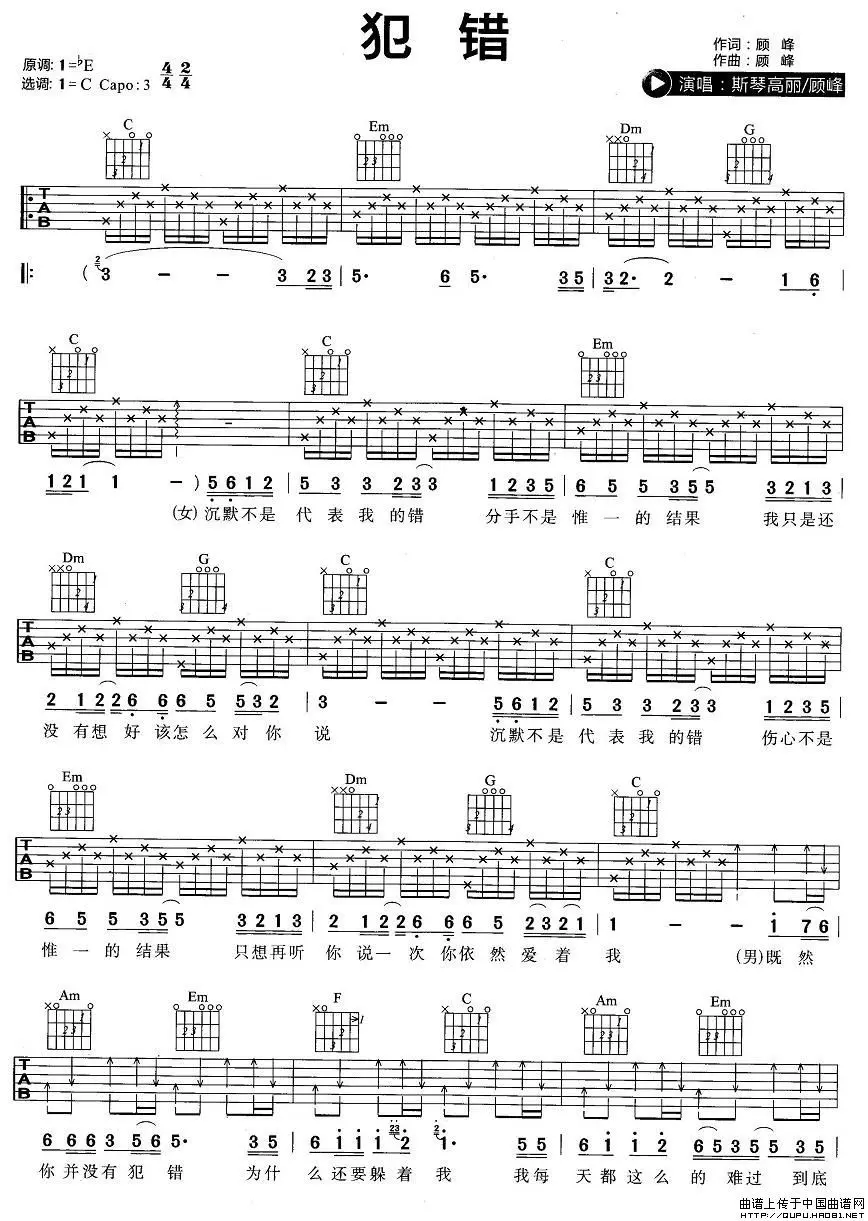 犯 错
作词：顾 峰
作曲：顾 峰
原调：1=♭E 4/4 2/4
选调：1=C Capo：3
演唱：斯琴高丽/顾峰
C Em Dm G
TAB
( 3 - - 3 2 3 | 5· 6 5· 3 5 | 3 2· 2 - 1 6
C C Em
TAB
1 2 1 1 - ) 5 6 1 2 | 5 3 3 2 3 3 1 2 3 5 | 6 5 5 3 5 5 3 2 1 3
(女)沉默不是 代表我的错 分手不是 惟一的结果 我只是还
Dm G C C
TAB
2 1 2 2 6 6 6 5 5 3 2 | 3 - - 5 6 1 2 | 5 3 3 2 3 3 1 2 3 5
没有想好该怎么对你 说 沉默不是 代表我的错 伤心不是
Em Dm G C
TAB
6 5 5 3 5 5 3 2 1 3 | 2 1 2 2 6 6 5 2 3 2 1 | 1 - - 1 7 6
惟一的结果 只想再听 你说一次你依然爱着 我 (男)既然
Am Em F C Am Em
TAB
6 6 6 3 5 6 5· 3 5 | 6 1 1 1 2 1· 5 5 | 6 1 1 2 6 5 3 5 5 3 5
你并没有犯错 为什 么还要躲着我 我每 天都这么的难过到底
曲谱上传于中国曲谱网
http://QUPU.HAO81.NET